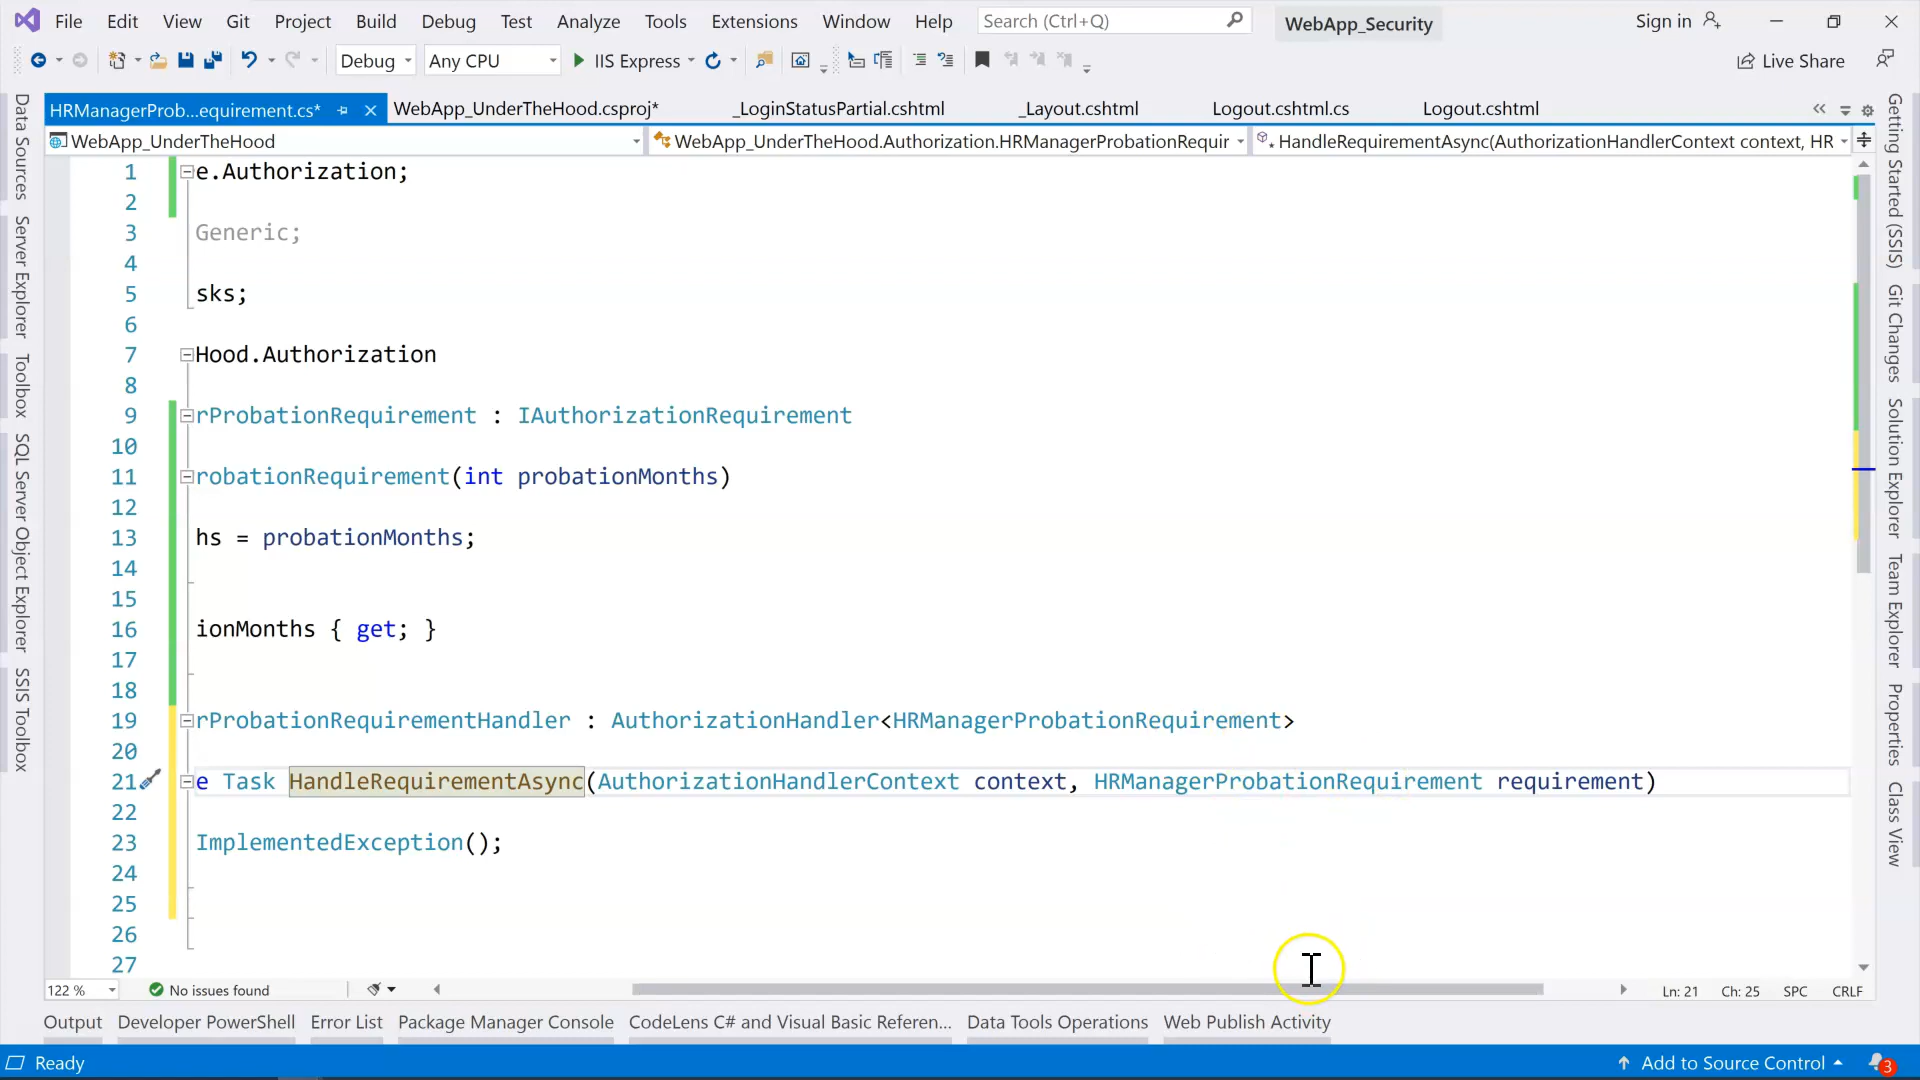 File Edit View Git Project Build Debug Test Analyze Tools Extensions Window Help Search (Ctrl+Q) WebApp_Security Sign in
Debug Any CPU IIS Express Live Share
HRManagerProb...equirement.cs* WebApp_UnderTheHood.csproj* _LoginStatusPartial.cshtml _Layout.cshtml Logout.cshtml.cs Logout.cshtml
WebApp_UnderTheHood WebApp_UnderTheHood.Authorization.HRManagerProbationRequir HandleRequirementAsync(AuthorizationHandlerContext context, HR
1 e.Authorization;
2
3 Generic;
4
5 sks;
6
7 Hood.Authorization
8
9 rProbationRequirement : IAuthorizationRequirement
10
11 robationRequirement(int probationMonths)
12
13 hs = probationMonths;
14
15
16 ionMonths { get; }
17
18
19 rProbationRequirementHandler : AuthorizationHandler<HRManagerProbationRequirement>
20
21 e Task HandleRequirementAsync(AuthorizationHandlerContext context, HRManagerProbationRequirement requirement)
22
23 ImplementedException();
24
25
26
27
122 % No issues found Ln: 21 Ch: 25 SPC CRLF
Output Developer PowerShell Error List Package Manager Console CodeLens C# and Visual Basic Referen... Data Tools Operations Web Publish Activity
Ready Add to Source Control 3
Data Sources
Server Explorer
Toolbox
SQL Server Object Explorer
SSIS Toolbox
Getting Started (SSIS)
Git Changes
Solution Explorer
Team Explorer
Properties
Class View